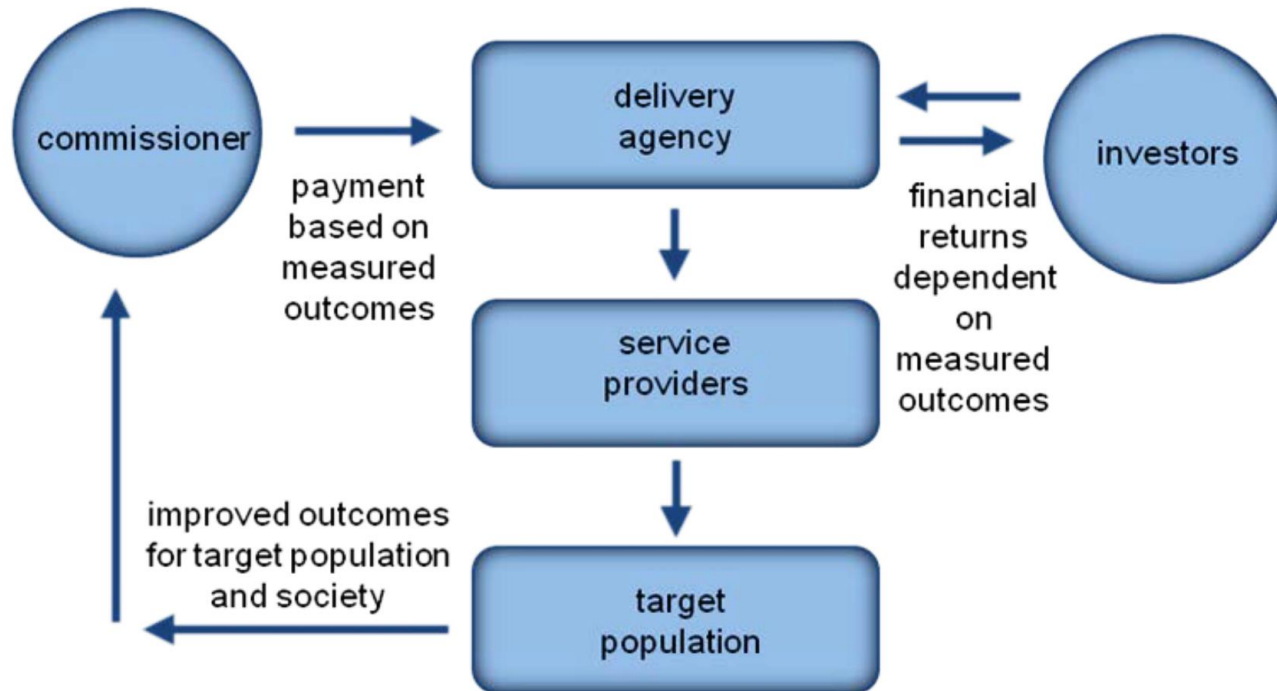 commissioner
payment
based on
measured
outcomes
delivery
agency
investors
financial
returns
dependent
on
measured
outcomes
service
providers
improved outcomes
for target population
and society
target
population